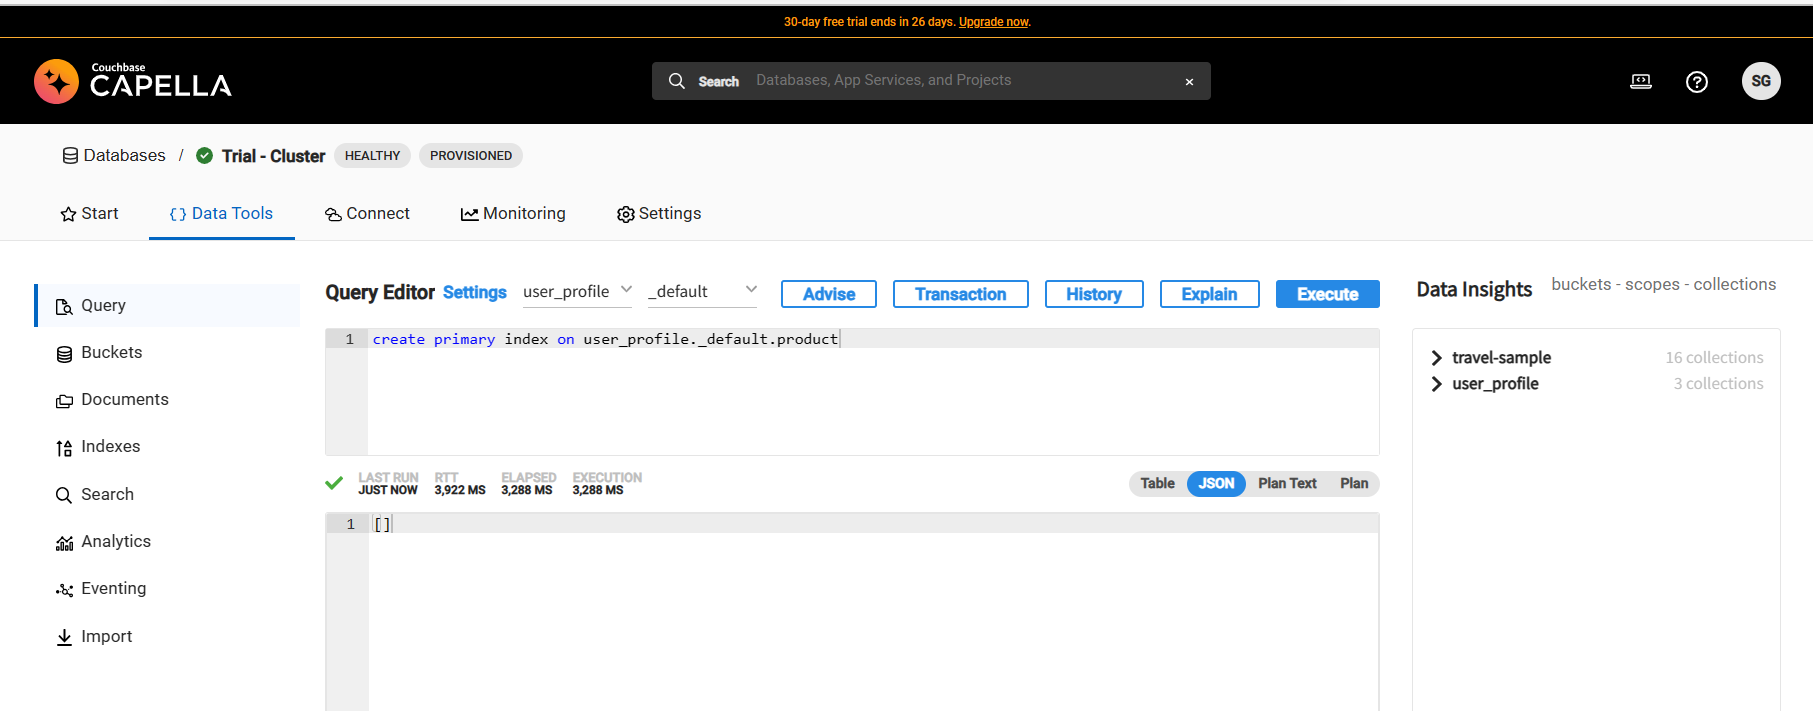 30-day free trial ends in 26 days. Upgrade now.
Couchbase
CAPELLA
Search Databases, App Services, and Projects ×
SG
Databases / Trial - Cluster HEALTHY PROVISIONED
Start {} Data Tools Connect Monitoring Settings
Query
Buckets
Documents
Indexes
Search
Analytics
Eventing
Import
Query Editor Settings user_profile _default Advise Transaction History Explain Execute
1 create primary index on user_profile._default.product
LAST RUN RTT ELAPSED EXECUTION
JUST NOW 3,922 MS 3,288 MS 3,288 MS
Table JSON Plan Text Plan
1 []
Data Insights buckets - scopes - collections
travel-sample 16 collections
user_profile 3 collections